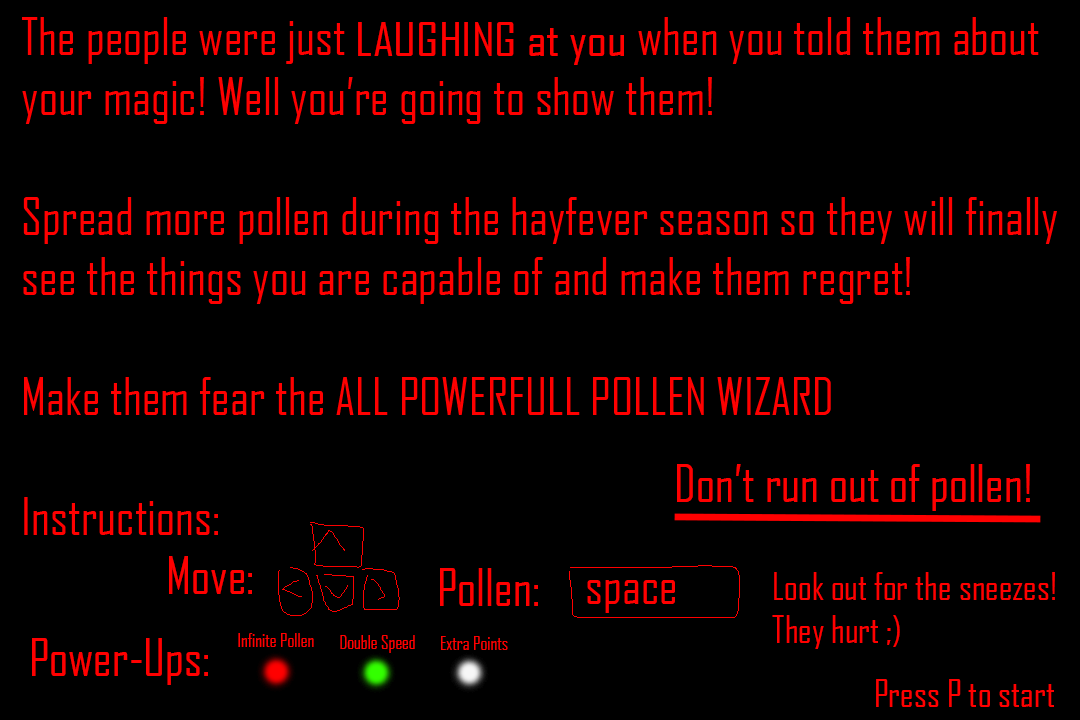 The people were just LAUGHING at you when you told them about
your magic! Well you're going to show them!
Spread more pollen during the hayfever season so they will finally
see the things you are capable of and make them regret!
Make them fear the ALL POWERFULL POLLEN WIZARD
Don't run out of pollen!
Instructions:
Move:
Pollen: space
Look out for the sneezes!
They hurt ;)
Power-Ups:
Infinite Pollen
Double Speed
Extra Points
Press P to start